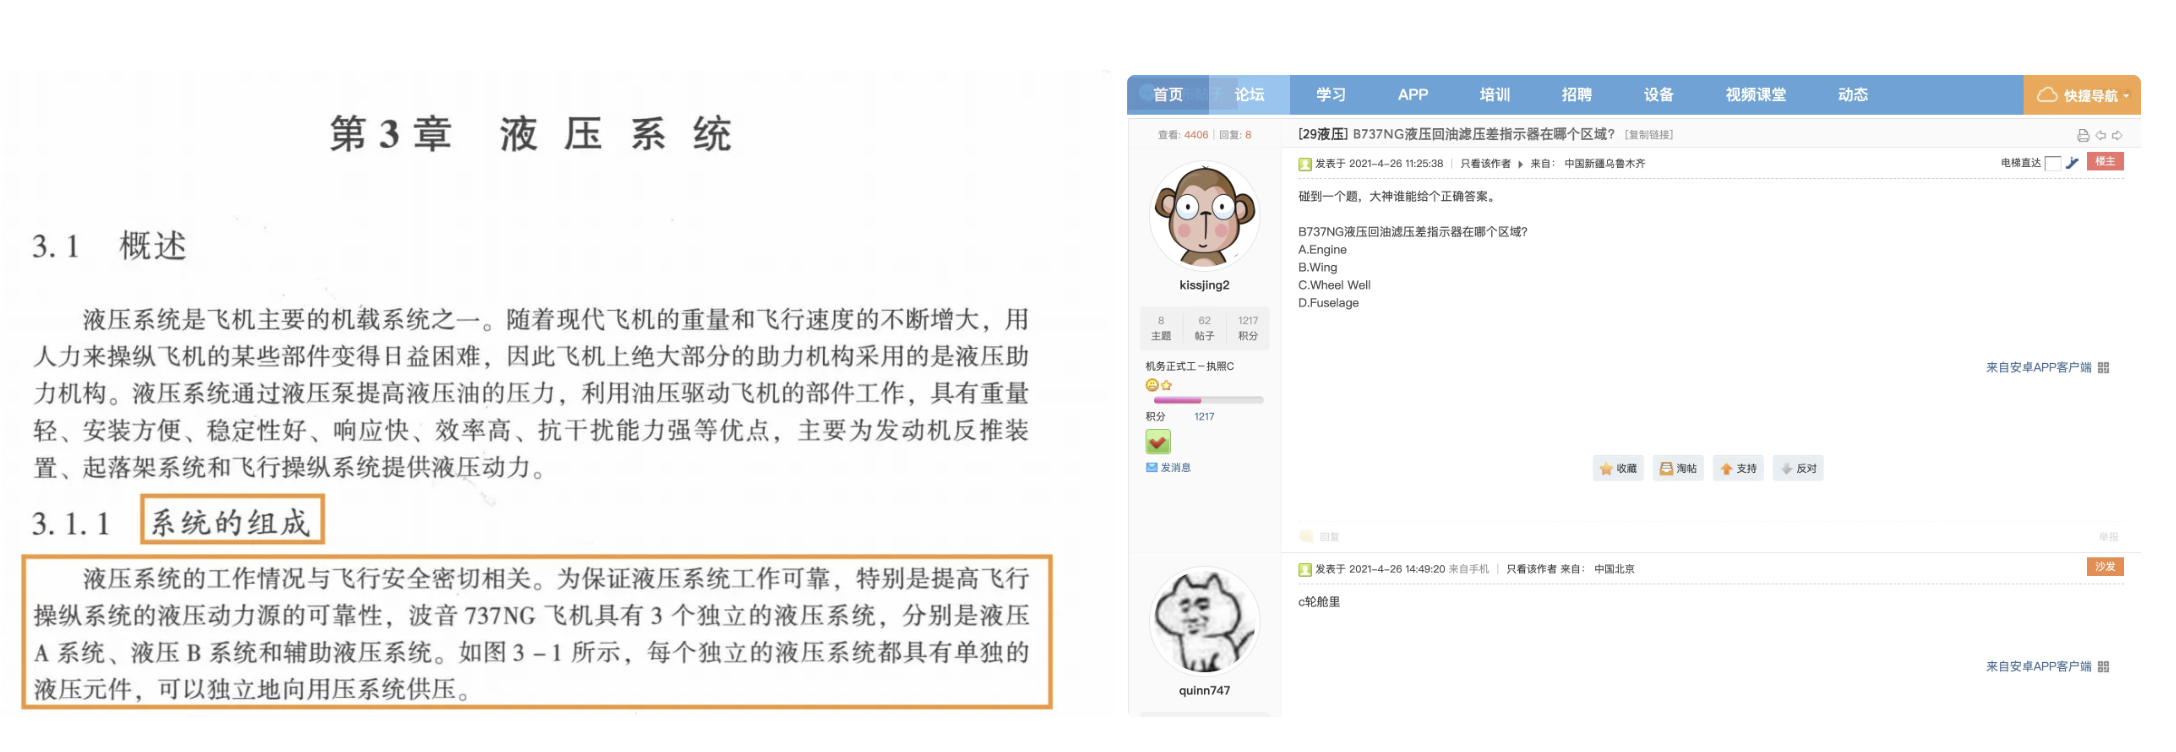 第3章 液压系统
3.1 概述
液压系统是飞机主要的机载系统之一。随着现代飞机的重量和飞行速度的不断增大，用
人力来操纵飞机的某些部件变得日益困难，因此飞机上绝大部分的助力机构采用的是液压助
力机构。液压系统通过液压泵提高液压油的压力，利用油压驱动飞机的部件工作，具有重量
轻、安装方便、稳定性好、响应快、效率高、抗干扰能力强等优点，主要为发动机反推装
置、起落架系统和飞行操纵系统提供液压动力。
3.1.1 系统的组成
液压系统的工作情况与飞行安全密切相关。为保证液压系统工作可靠，特别是提高飞行
操纵系统的液压动力源的可靠性，波音737NG飞机具有3个独立的液压系统，分别是液压
A系统、液压B系统和辅助液压系统。如图3-1所示，每个独立的液压系统都具有单独的
液压元件，可以独立地向用压系统供压。
首页 论坛 学习 APP 培训 招聘 设备 视频课堂 动态 快捷导航
查看: 4406 | 回复: 8
[29液压] B737NG液压回油滤压差指示器在哪个区域? [复制链接]
发表于 2021-4-26 11:25:38 | 只看该作者 来自: 中国新疆乌鲁木齐
电梯直达 楼主
碰到一个题，大神谁能给个正确答案。
B737NG液压回油滤压差指示器在哪个区域?
A.Engine
B.Wing
C.Wheel Well
D.Fuselage
kissjing2
8 62 1217
主题 帖子 积分
机务正式工－执照C
积分 1217
发消息
来自安卓APP客户端
收藏 淘帖 支持 反对
回复 举报
发表于 2021-4-26 14:49:20 来自手机 | 只看该作者 来自: 中国北京
沙发
c轮舱里
来自安卓APP客户端
quinn747